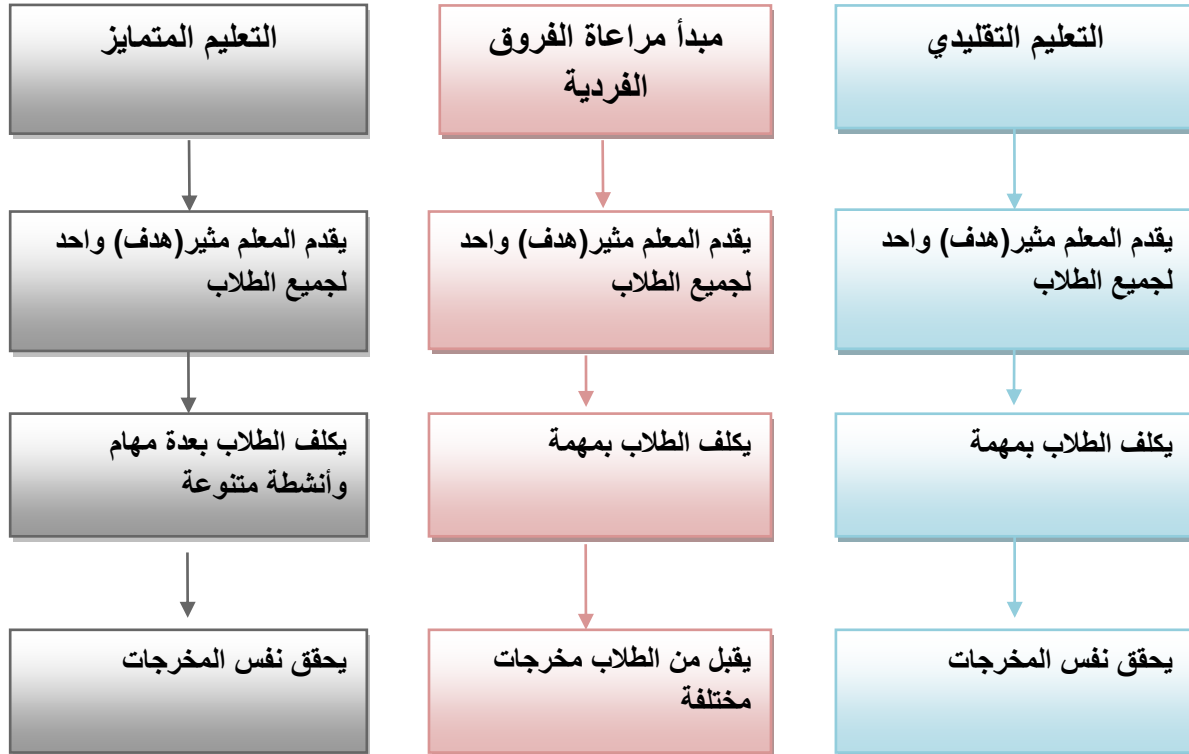 التعليم التقليدي
يقدم المعلم مثير(هدف) واحد
لجميع الطلاب
يكلف الطلاب بمهمة
يحقق نفس المخرجات
مبدأ مراعاة الفروق
الفردية
يقدم المعلم مثير(هدف) واحد
لجميع الطلاب
يكلف الطلاب بمهمة
يقبل من الطلاب مخرجات
مختلفة
التعليم المتمايز
يقدم المعلم مثير(هدف) واحد
لجميع الطلاب
يكلف الطلاب بعدة مهام
وأنشطة متنوعة
يحقق نفس المخرجات